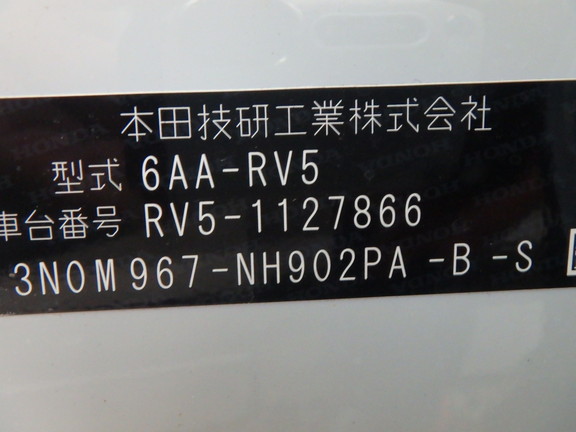 本田技研工業株式会社
型式 6AA-RV5
車台番号 RV5-1127866
3N0M967-NH902PA-B-S